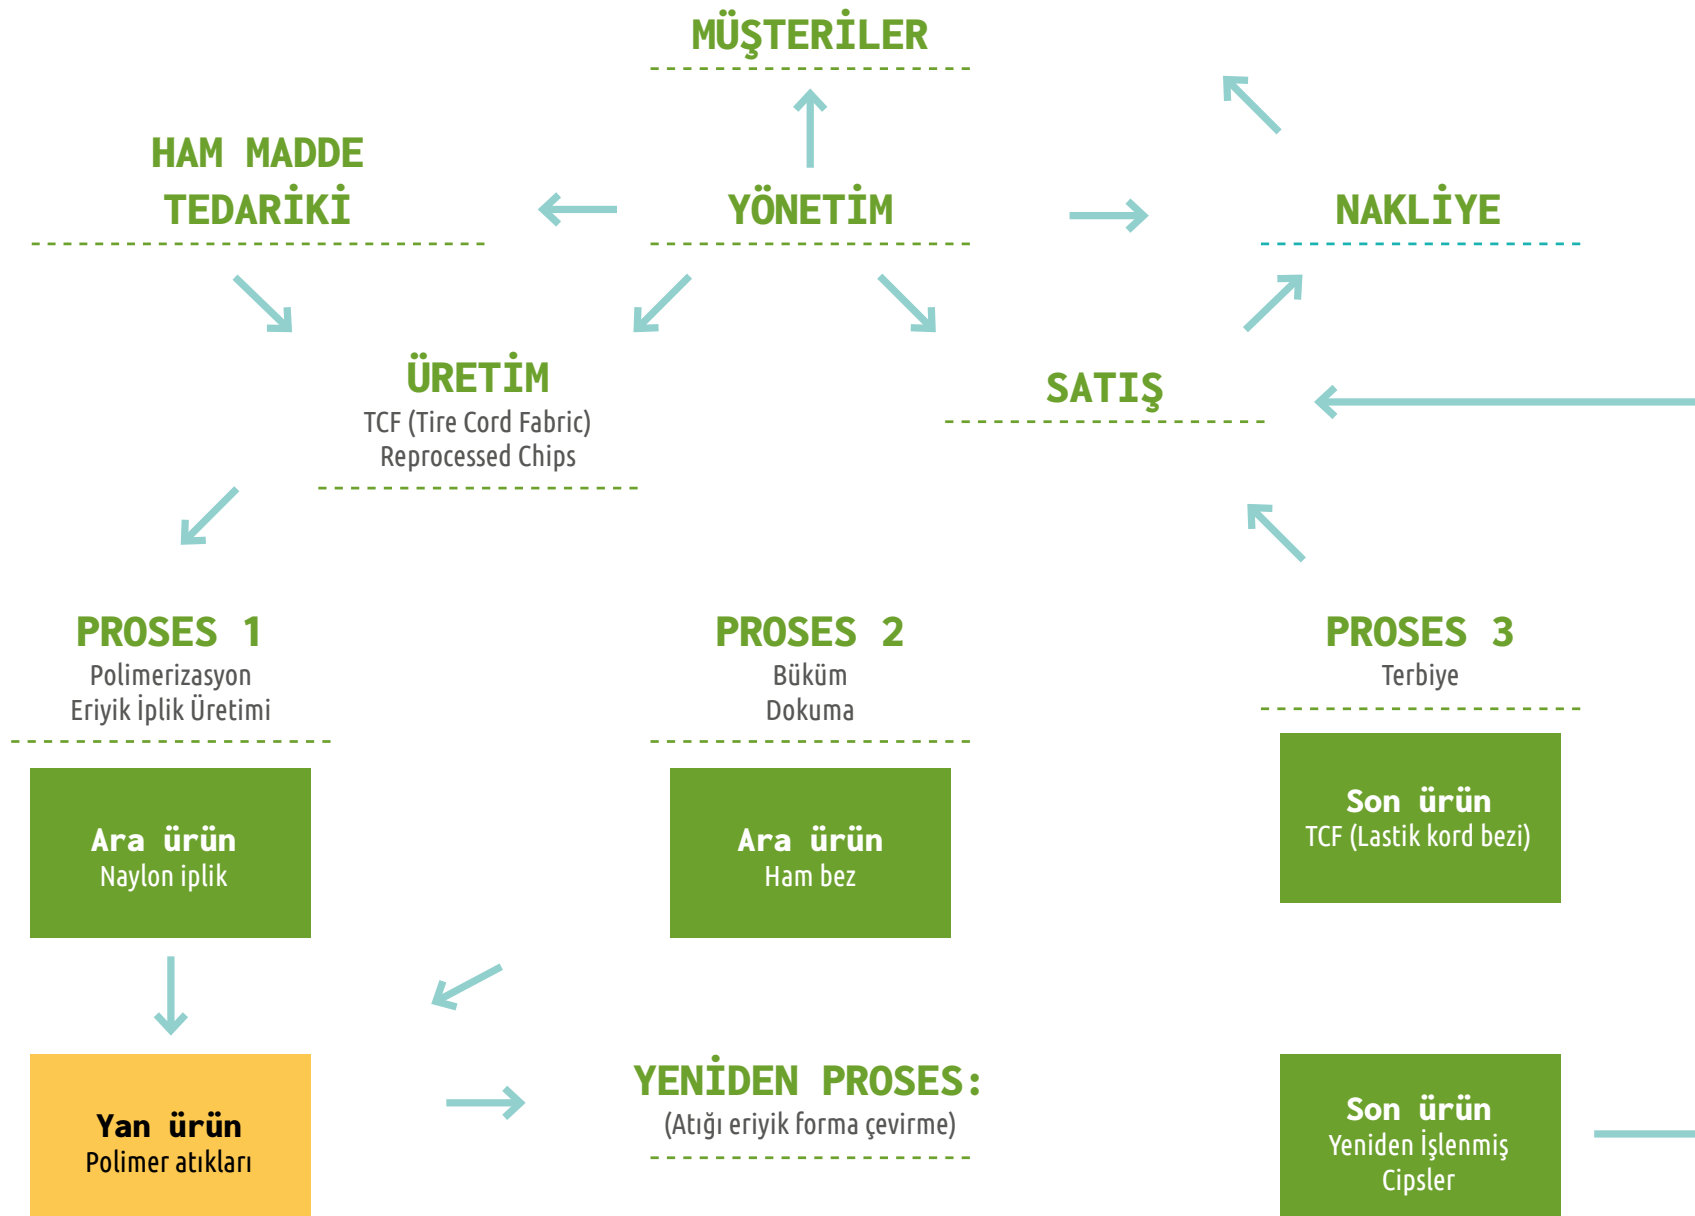 MÜŞTERİLER
HAM MADDE
TEDARİKİ
YÖNETİM
NAKLİYE
ÜRETİM
TCF (Tire Cord Fabric)
Reprocessed Chips
SATIŞ
PROSES 1
Polimerizasyon
Eriyik İplik Üretimi
PROSES 2
Büküm
Dokuma
PROSES 3
Terbiye
Ara ürün
Naylon iplik
Ara ürün
Ham bez
Son ürün
TCF (Lastik kord bezi)
Yan ürün
Polimer atıkları
YENİDEN PROSES:
(Atığı eriyik forma çevirme)
Son ürün
Yeniden İşlenmiş
Cipsler